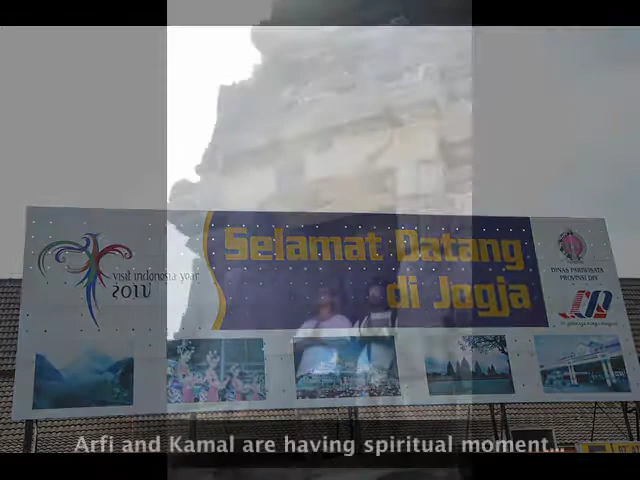 Selamat Datang
di Jogja
visit indonesia year
2011
DINAS PARIWISATA
PROVINSI DIY
Arfi and Kamal are having spiritual moment...